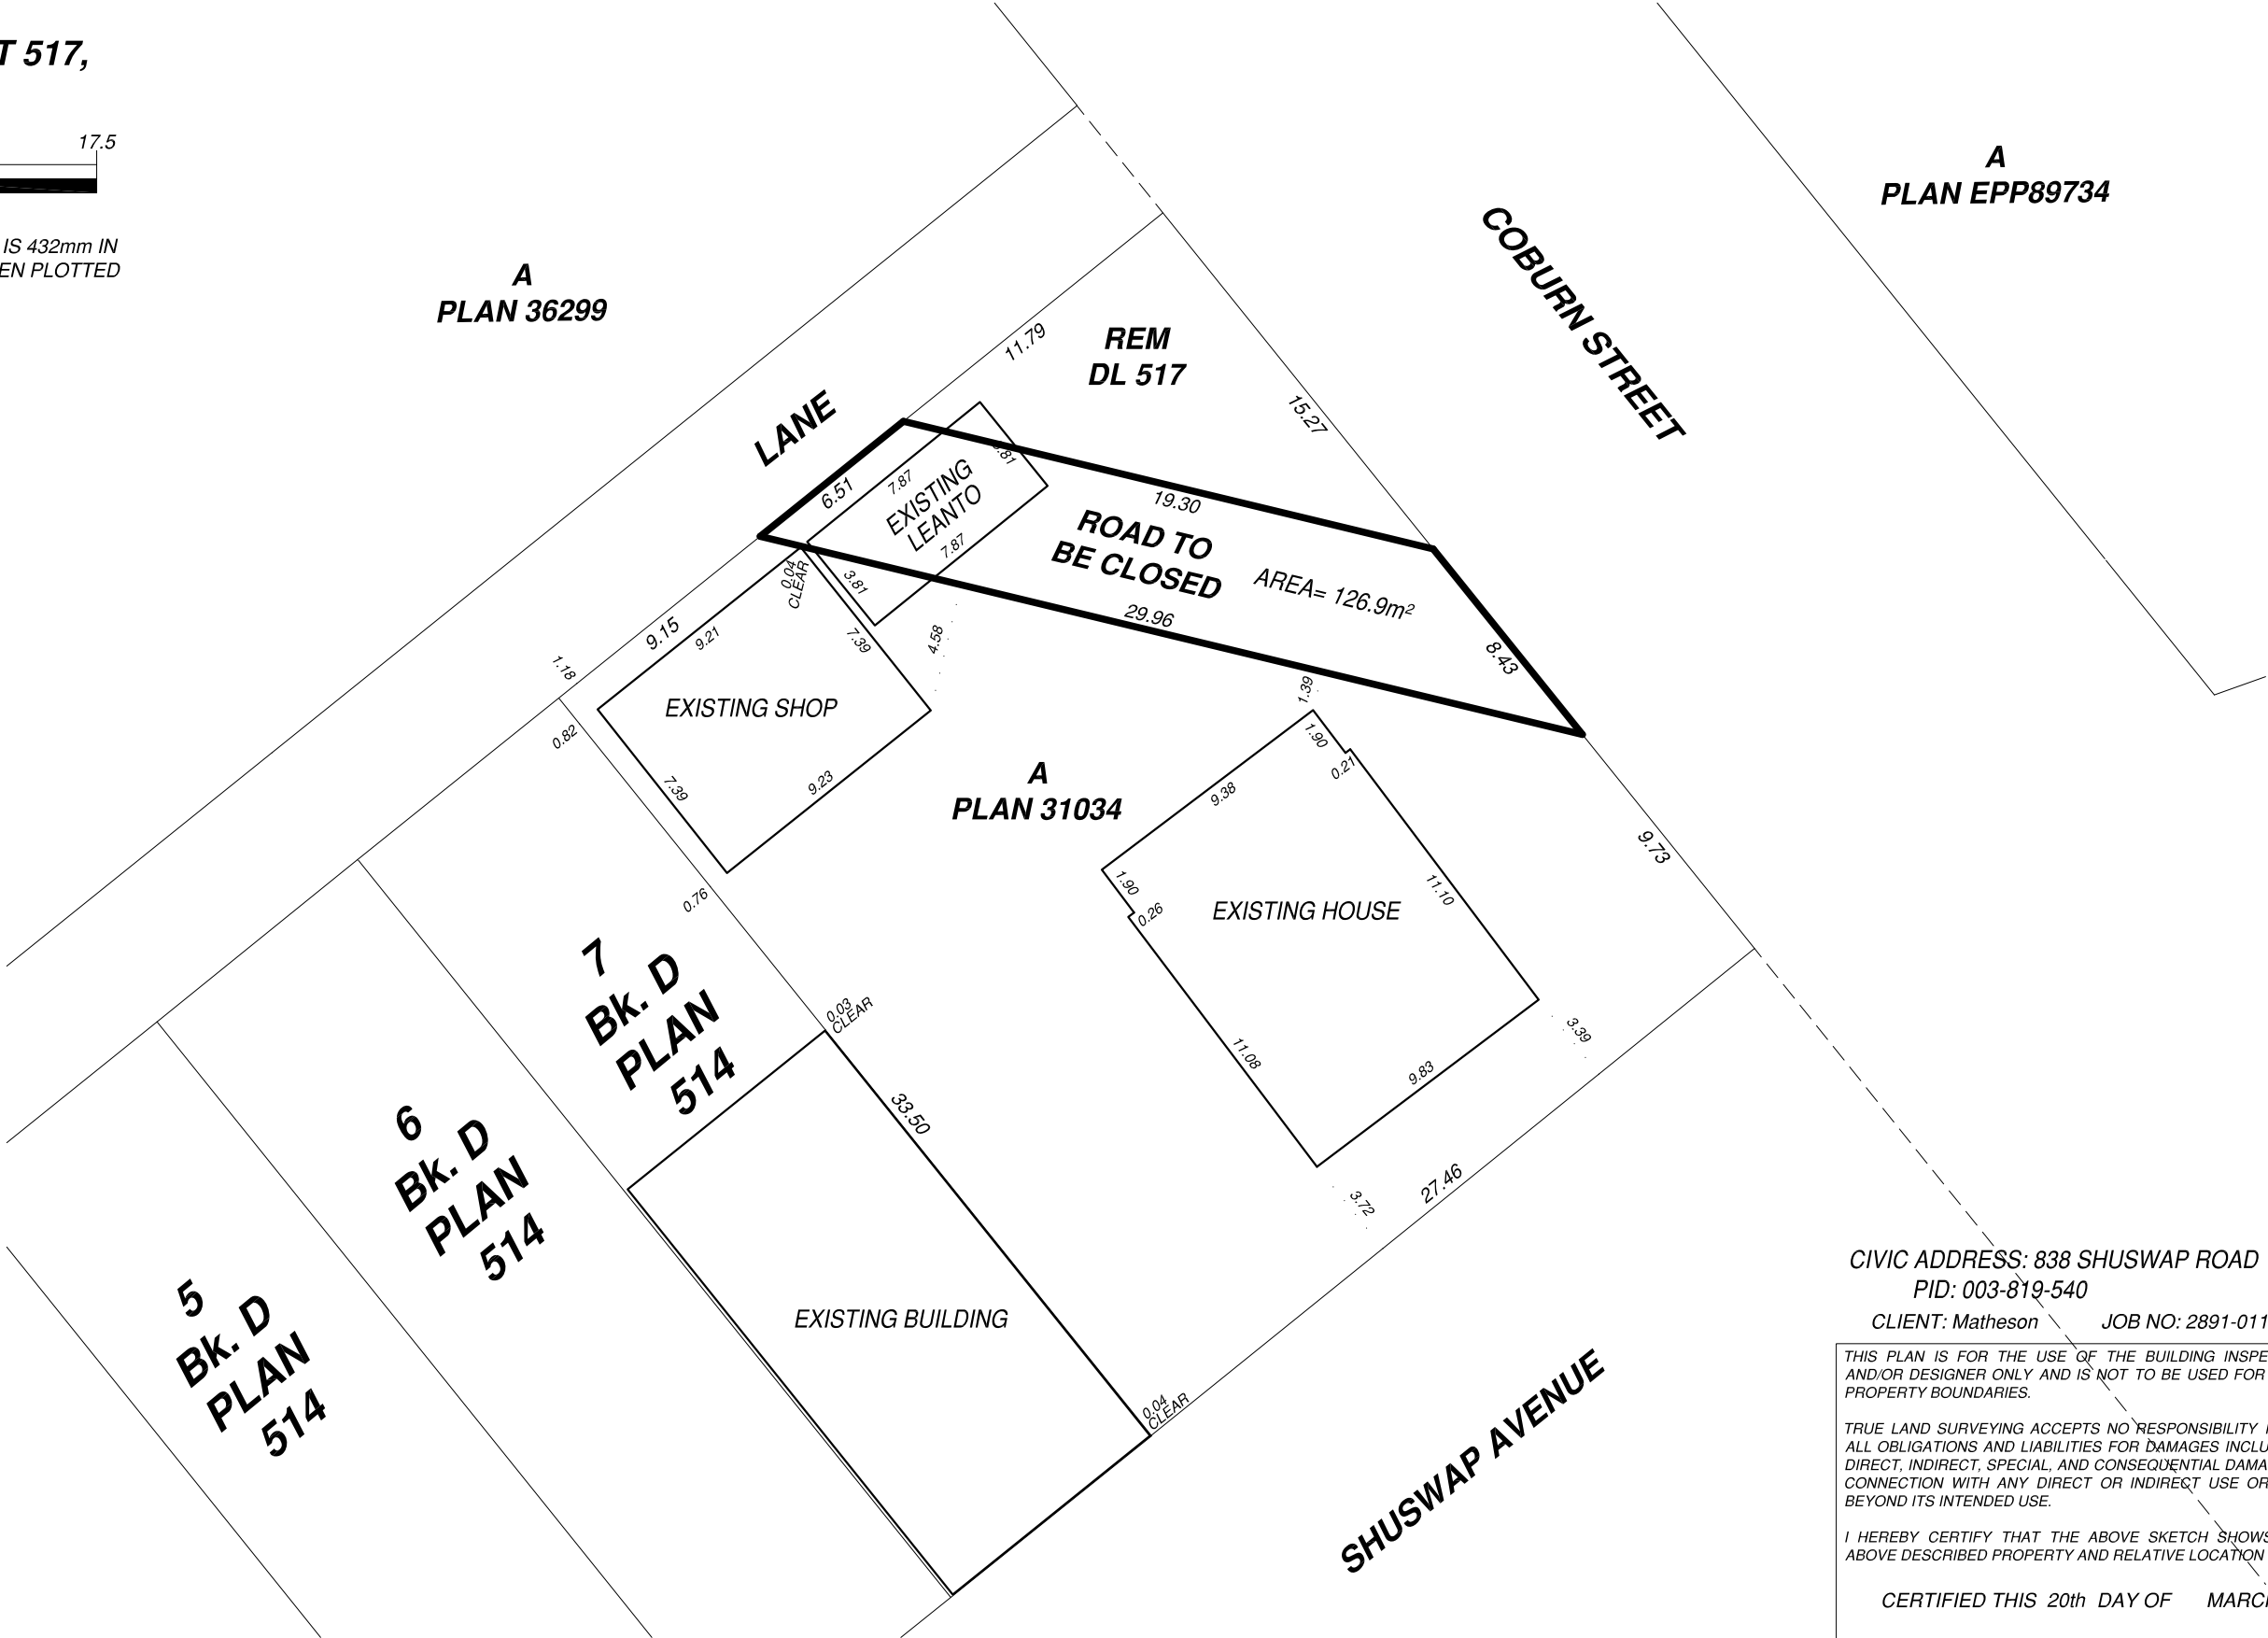 T 517,
17.5
IS 432mm IN
EN PLOTTED
A
PLAN 36299
A
PLAN EPP89734
COBURN STREET
REM
DL 517
11.79
15.27
LANE
6.51
7.87
.81
EXISTING
LEANTO
7.87
3.81
19.30
ROAD TO
BE CLOSED
AREA= 126.9m²
29.96
8.43
0.04
CLEAR
9.15
9.21
7.39
4.58
1.18
0.82
EXISTING SHOP
7.39
9.23
0.76
A
PLAN 31034
1.39
1.90
0.21
9.38
1.90
0.26
EXISTING HOUSE
11.10
11.08
9.83
3.39
3.72
9.73
27.46
7
Bk. D
PLAN
514
0.03
CLEAR
33.50
6
Bk. D
PLAN
514
5
Bk. D
PLAN
514
EXISTING BUILDING
0.04
CLEAR
SHUSWAP AVENUE
CIVIC ADDRESS: 838 SHUSWAP ROAD
PID: 003-819-540
CLIENT: Matheson JOB NO: 2891-011
THIS PLAN IS FOR THE USE OF THE BUILDING INSPE
AND/OR DESIGNER ONLY AND IS NOT TO BE USED FOR
PROPERTY BOUNDARIES.
TRUE LAND SURVEYING ACCEPTS NO RESPONSIBILITY
ALL OBLIGATIONS AND LIABILITIES FOR DAMAGES INCLU
DIRECT, INDIRECT, SPECIAL, AND CONSEQUENTIAL DAMA
CONNECTION WITH ANY DIRECT OR INDIRECT USE OR
BEYOND ITS INTENDED USE.
I HEREBY CERTIFY THAT THE ABOVE SKETCH SHOWS
ABOVE DESCRIBED PROPERTY AND RELATIVE LOCATION
CERTIFIED THIS 20th DAY OF MARCH